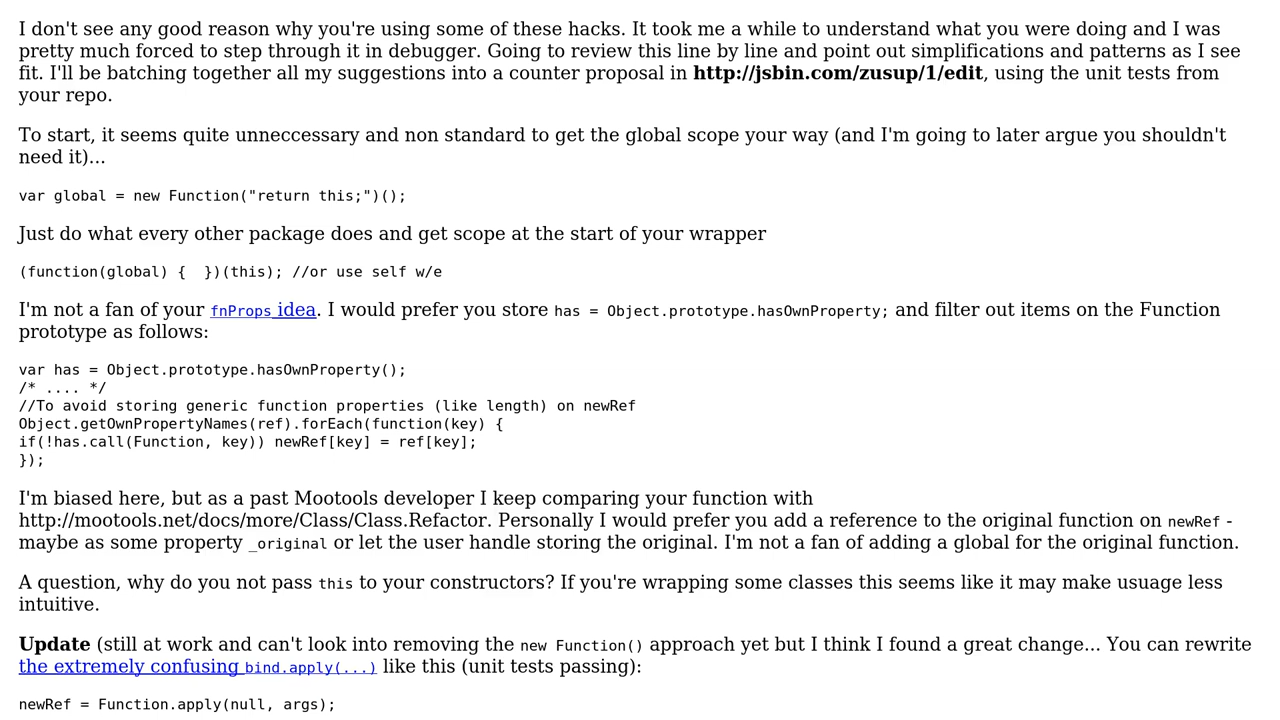 I don't see any good reason why you're using some of these hacks. It took me a while to understand what you were doing and I was
pretty much forced to step through it in debugger. Going to review this line by line and point out simplifications and patterns as I see
fit. I'll be batching together all my suggestions into a counter proposal in http://jsbin.com/zusup/1/edit, using the unit tests from
your repo.
To start, it seems quite unneccessary and non standard to get the global scope your way (and I'm going to later argue you shouldn't
need it)...
var global = new Function("return this;")();
Just do what every other package does and get scope at the start of your wrapper
(function(global) {  })(this); //or use self w/e
I'm not a fan of your fnProps idea. I would prefer you store has = Object.prototype.hasOwnProperty; and filter out items on the Function
prototype as follows:
var has = Object.prototype.hasOwnProperty();
/* .... */
//To avoid storing generic function properties (like length) on newRef
Object.getOwnPropertyNames(ref).forEach(function(key) {
if(!has.call(Function, key)) newRef[key] = ref[key];
});
I'm biased here, but as a past Mootools developer I keep comparing your function with
http://mootools.net/docs/more/Class/Class.Refactor. Personally I would prefer you add a reference to the original function on newRef -
maybe as some property _original or let the user handle storing the original. I'm not a fan of adding a global for the original function.
A question, why do you not pass this to your constructors? If you're wrapping some classes this seems like it may make usuage less
intuitive.
Update (still at work and can't look into removing the new Function() approach yet but I think I found a great change... You can rewrite
the extremely confusing bind.apply(...) like this (unit tests passing):
newRef = Function.apply(null, args);